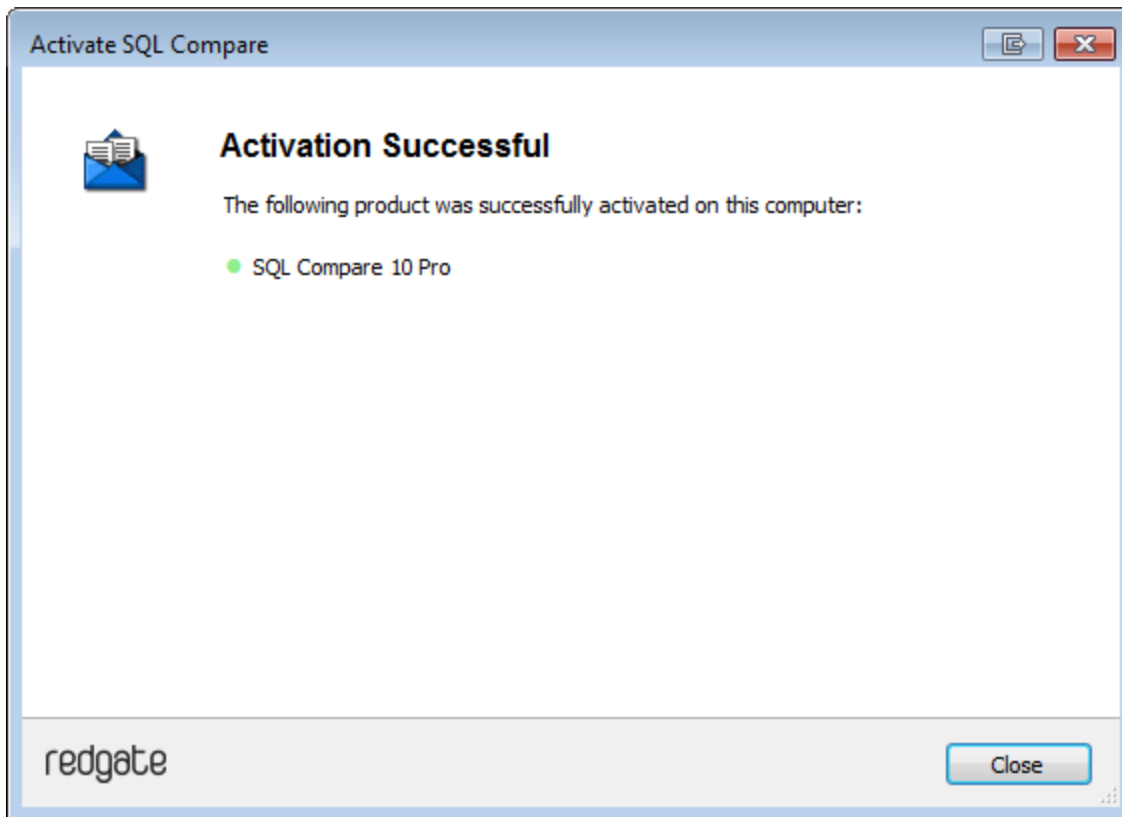 Activate SQL Compare
Activation Successful
The following product was successfully activated on this computer:
SQL Compare 10 Pro
redgate
Close